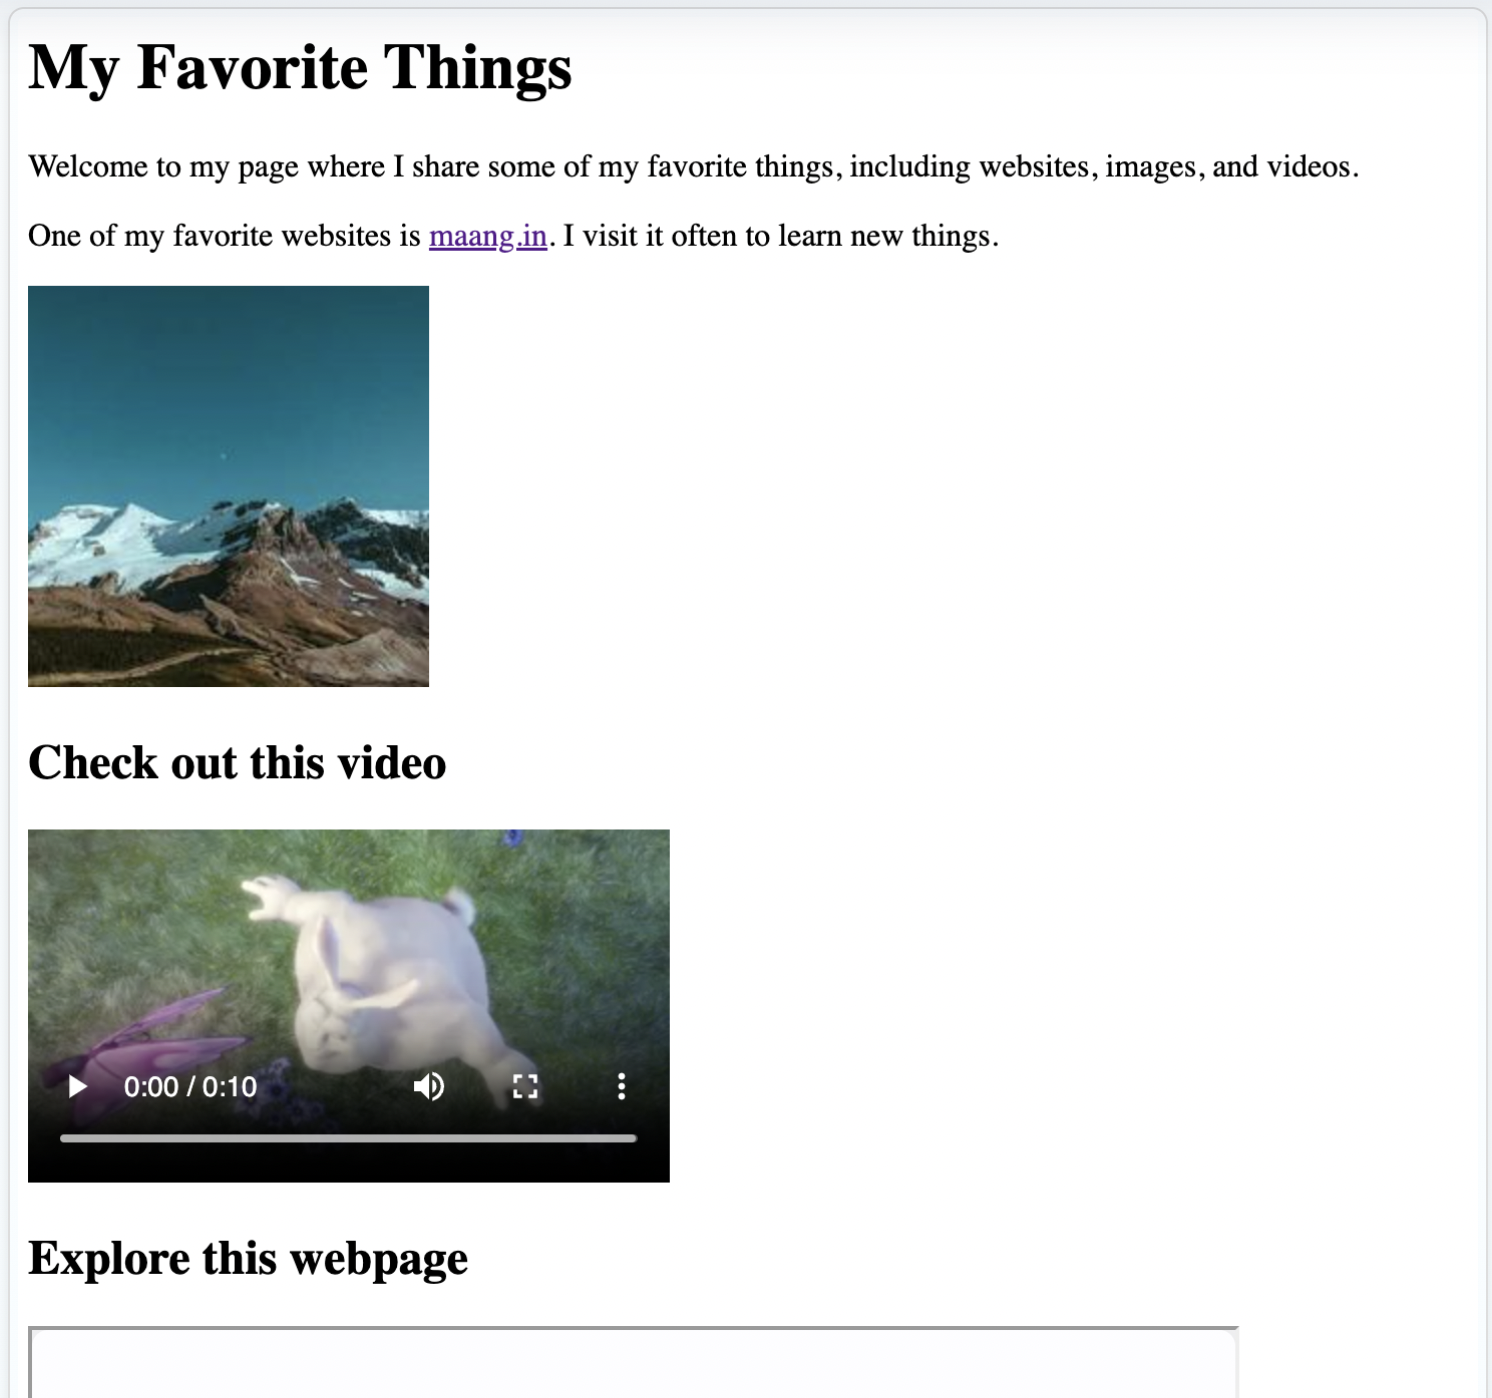 My Favorite Things
Welcome to my page where I share some of my favorite things, including websites, images, and videos.
One of my favorite websites is maang.in. I visit it often to learn new things.
Check out this video
0:00 / 0:10
Explore this webpage